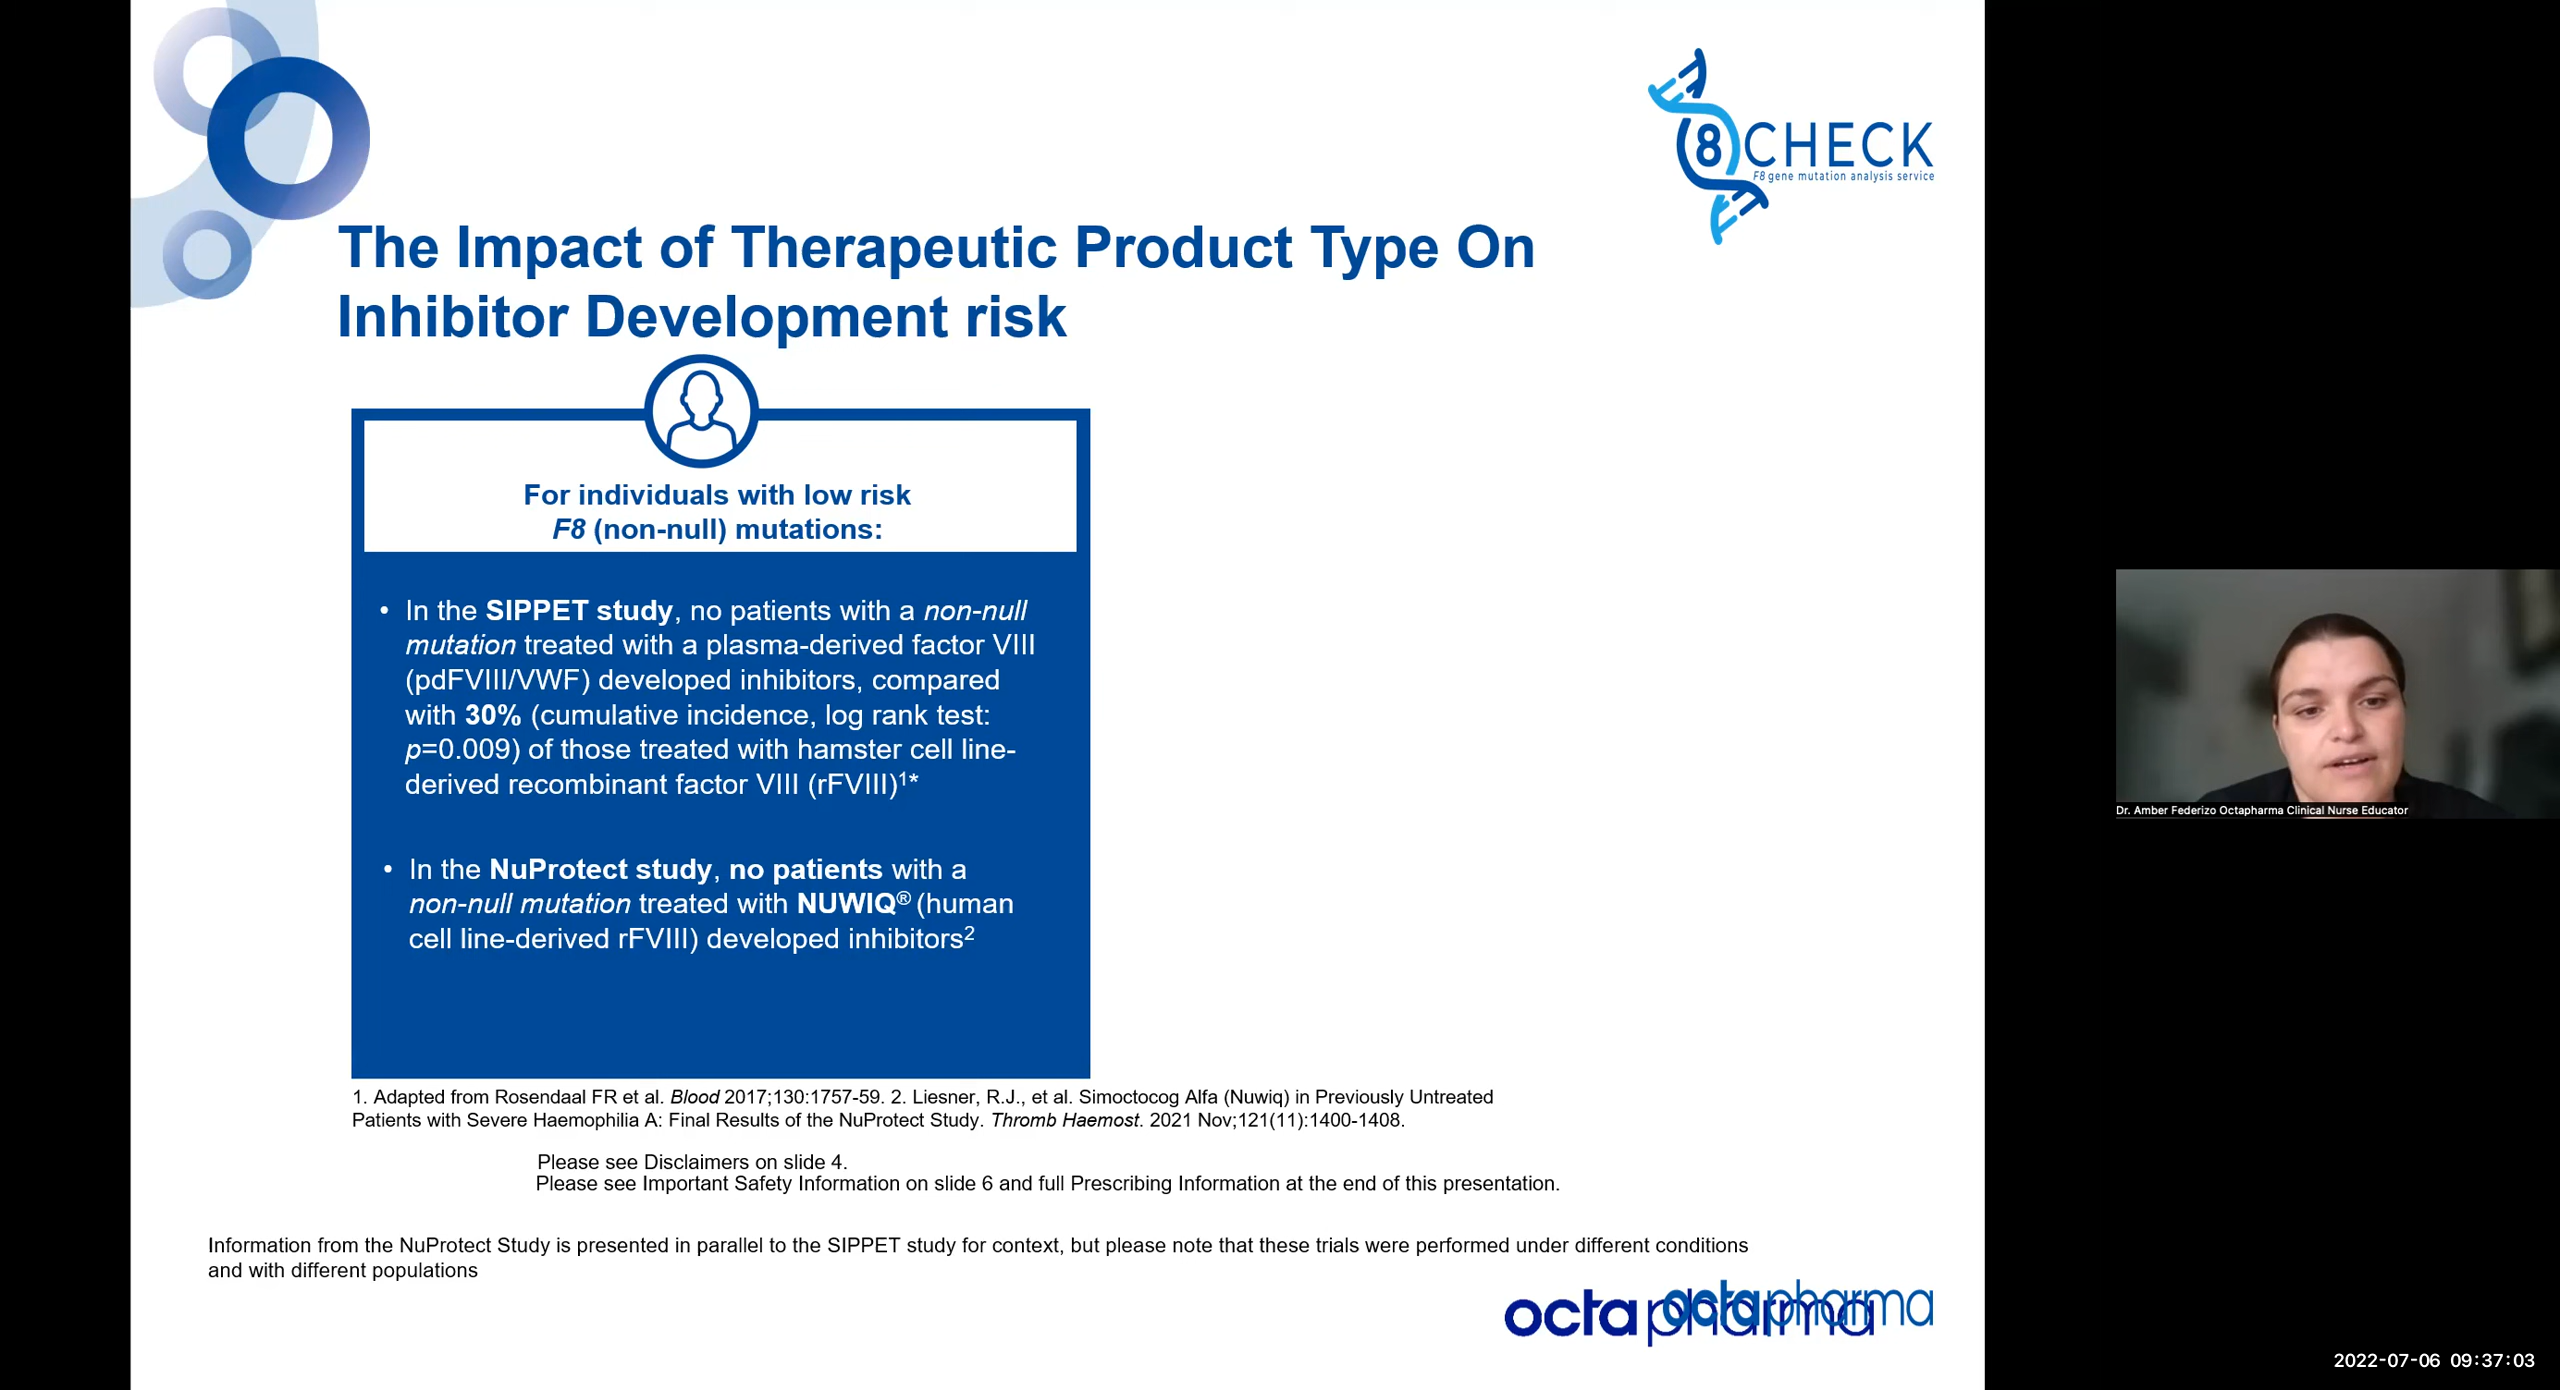 8 CHECK
F8 gene mutation analysis service
The Impact of Therapeutic Product Type On
Inhibitor Development risk
For individuals with low risk
F8 (non-null) mutations:
• In the SIPPET study, no patients with a non-null
mutation treated with a plasma-derived factor VIII
(pdFVIII/VWF) developed inhibitors, compared
with 30% (cumulative incidence, log rank test:
p=0.009) of those treated with hamster cell line-
derived recombinant factor VIII (rFVIII)1*
• In the NuProtect study, no patients with a
non-null mutation treated with NUWIQ® (human
cell line-derived rFVIII) developed inhibitors2
1. Adapted from Rosendaal FR et al. Blood 2017;130:1757-59. 2. Liesner, R.J., et al. Simoctocog Alfa (Nuwiq) in Previously Untreated
Patients with Severe Haemophilia A: Final Results of the NuProtect Study. Thromb Haemost. 2021 Nov;121(11):1400-1408.
Please see Disclaimers on slide 4.
Please see Important Safety Information on slide 6 and full Prescribing Information at the end of this presentation.
Information from the NuProtect Study is presented in parallel to the SIPPET study for context, but please note that these trials were performed under different conditions
and with different populations
octapharma
octapharma
Dr. Amber Federizo Octapharma Clinical Nurse Educator
2022-07-06 09:37:03